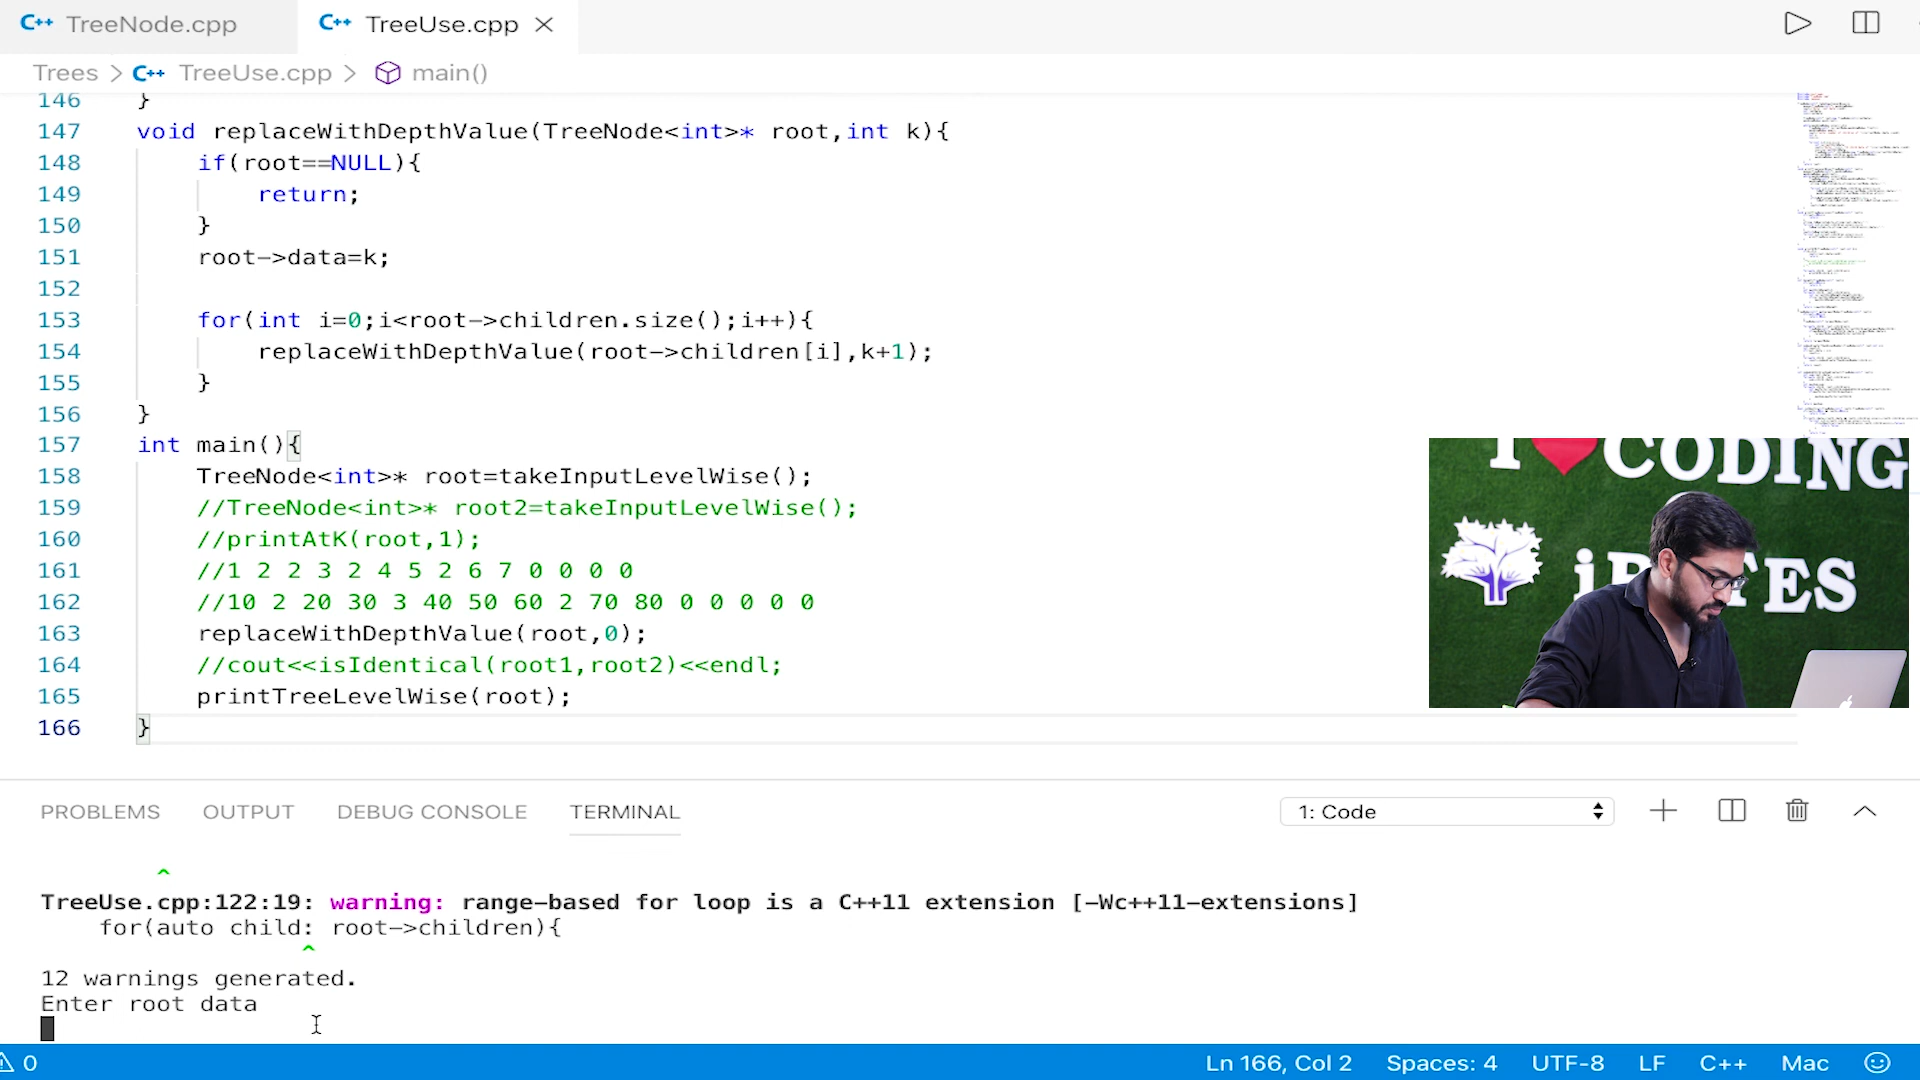 C++ TreeNode.cpp C++ TreeUse.cpp
Trees > C++ TreeUse.cpp > main()
146 }
147 void replaceWithDepthValue(TreeNode<int>* root,int k){
148 if(root==NULL){
149 return;
150 }
151 root->data=k;
152
153 for(int i=0;i<root->children.size();i++){
154 replaceWithDepthValue(root->children[i],k+1);
155 }
156 }
157 int main(){
158 TreeNode<int>* root=takeInputLevelWise();
159 //TreeNode<int>* root2=takeInputLevelWise();
160 //printAtK(root,1);
161 //1 2 2 3 2 4 5 2 6 7 0 0 0 0
162 //10 2 20 30 3 40 50 60 2 70 80 0 0 0 0 0
163 replaceWithDepthValue(root,0);
164 //cout<<isIdentical(root1,root2)<<endl;
165 printTreeLevelWise(root);
166 }
I CODING
PROBLEMS OUTPUT DEBUG CONSOLE TERMINAL 1: Code
^
TreeUse.cpp:122:19: warning: range-based for loop is a C++11 extension [-Wc++11-extensions]
for(auto child: root->children){
^
12 warnings generated.
Enter root data
0 Ln 166, Col 2 Spaces: 4 UTF-8 LF C++ Mac